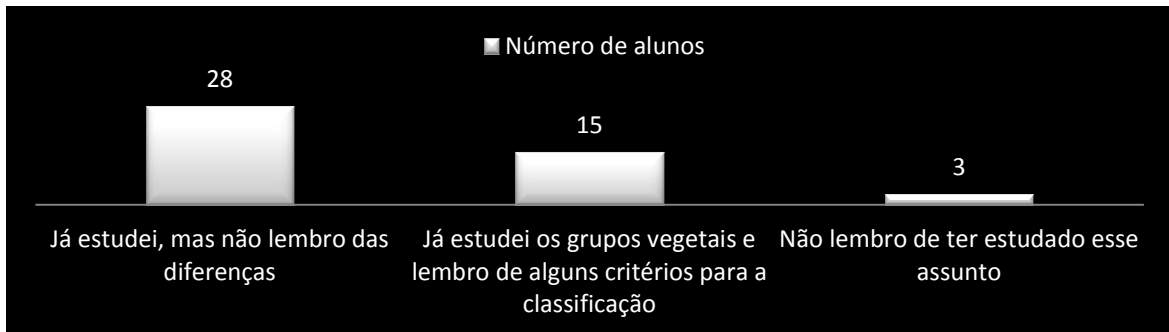 Número de alunos
28
15
3
Já estudei, mas não lembro das
diferenças
Já estudei os grupos vegetais e
lembro de alguns critérios para a
classificação
Não lembro de ter estudado esse
assunto